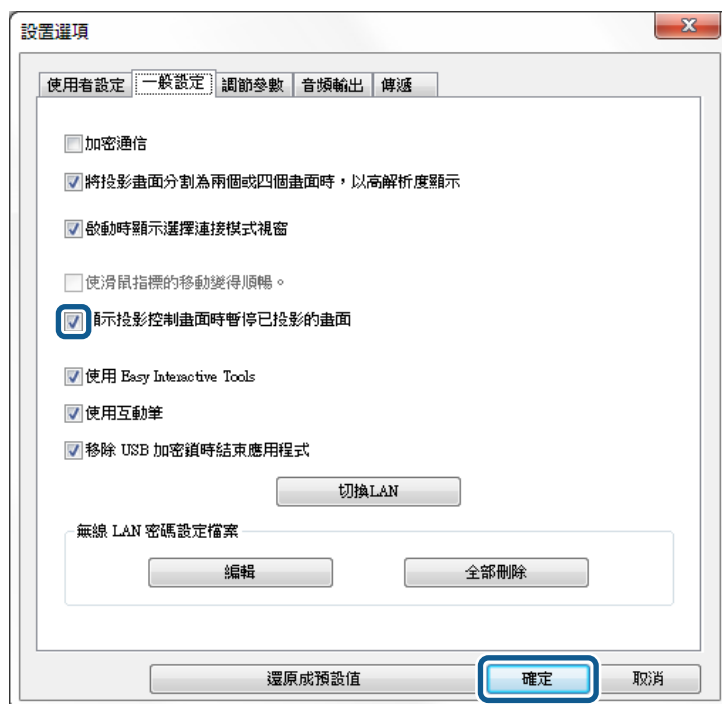 設置選項
使用者設定 一般設定 調節參數 音頻輸出 傳遞
加密通信
將投影畫面分割為兩個或四個畫面時，以高解析度顯示
啟動時顯示選擇連接模式視窗
使滑鼠指標的移動變得順暢。
顯示投影控制畫面時暫停已投影的畫面
使用 Easy Interactive Tools
使用互動筆
移除 USB 加密鎖時結束應用程式
切換LAN
無線 LAN 密碼設定檔案
編輯 全部刪除
還原成預設值 確定 取消